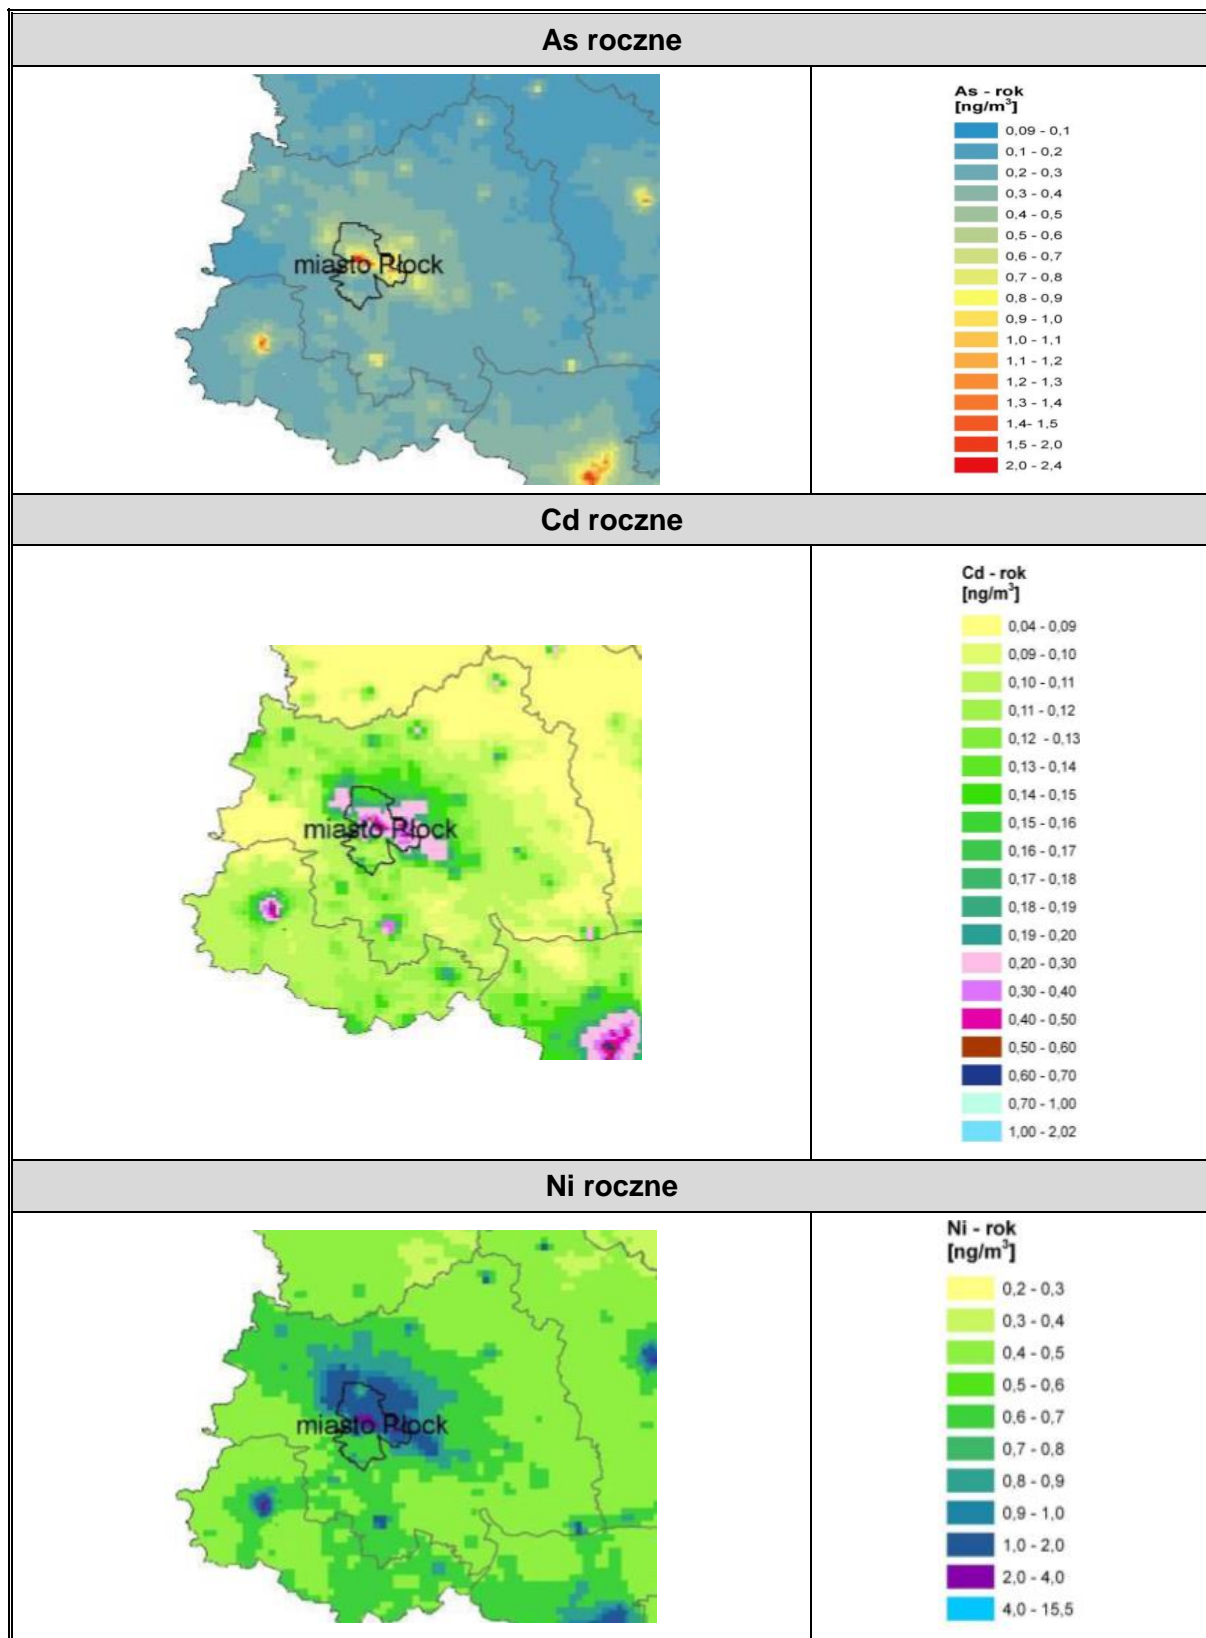 As roczne
miasto Płock
As - rok
[ng/m³]
0,09 - 0,1
0,1 - 0,2
0,2 - 0,3
0,3 - 0,4
0,4 - 0,5
0,5 - 0,6
0,6 - 0,7
0,7 - 0,8
0,8 - 0,9
0,9 - 1,0
1,0 - 1,1
1,1 - 1,2
1,2 - 1,3
1,3 - 1,4
1,4- 1,5
1,5 - 2,0
2,0 - 2,4
Cd roczne
miasto Płock
Cd - rok
[ng/m³]
0,04 - 0,09
0,09 - 0,10
0,10 - 0,11
0,11 - 0,12
0,12 - 0,13
0,13 - 0,14
0,14 - 0,15
0,15 - 0,16
0,16 - 0,17
0,17 - 0,18
0,18 - 0,19
0,19 - 0,20
0,20 - 0,30
0,30 - 0,40
0,40 - 0,50
0,50 - 0,60
0,60 - 0,70
0,70 - 1,00
1,00 - 2,02
Ni roczne
miasto Płock
Ni - rok
[ng/m³]
0,2 - 0,3
0,3 - 0,4
0,4 - 0,5
0,5 - 0,6
0,6 - 0,7
0,7 - 0,8
0,8 - 0,9
0,9 - 1,0
1,0 - 2,0
2,0 - 4,0
4,0 - 15,5